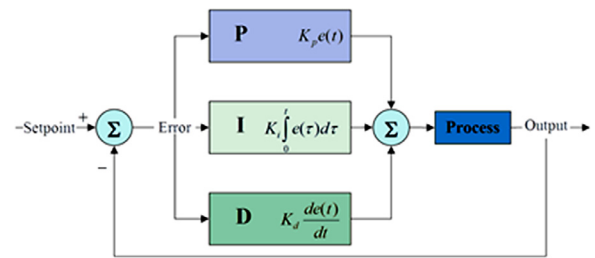 P K_p e(t)
–Setpoint + Σ Error I K_i ∫_0^t e(τ)dτ Σ Process Output
−
D K_d de(t)/dt